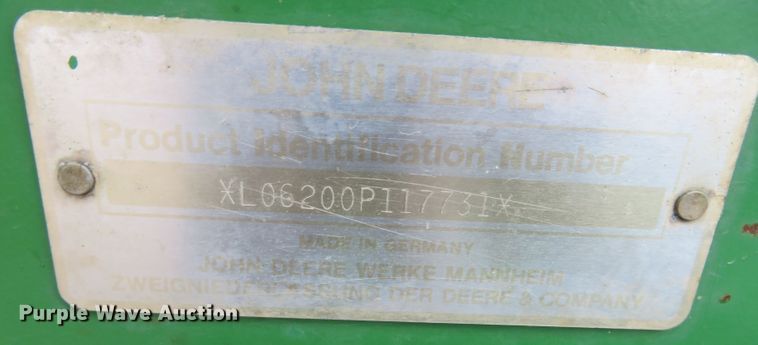 JOHN DEERE
Product Identification Number
XL06200P117731X
MADE IN GERMANY
JOHN DEERE WERKE MANNHEIM
ZWEIGNIEDERLASSUNG DER DEERE & COMPANY
Purple Wave Auction